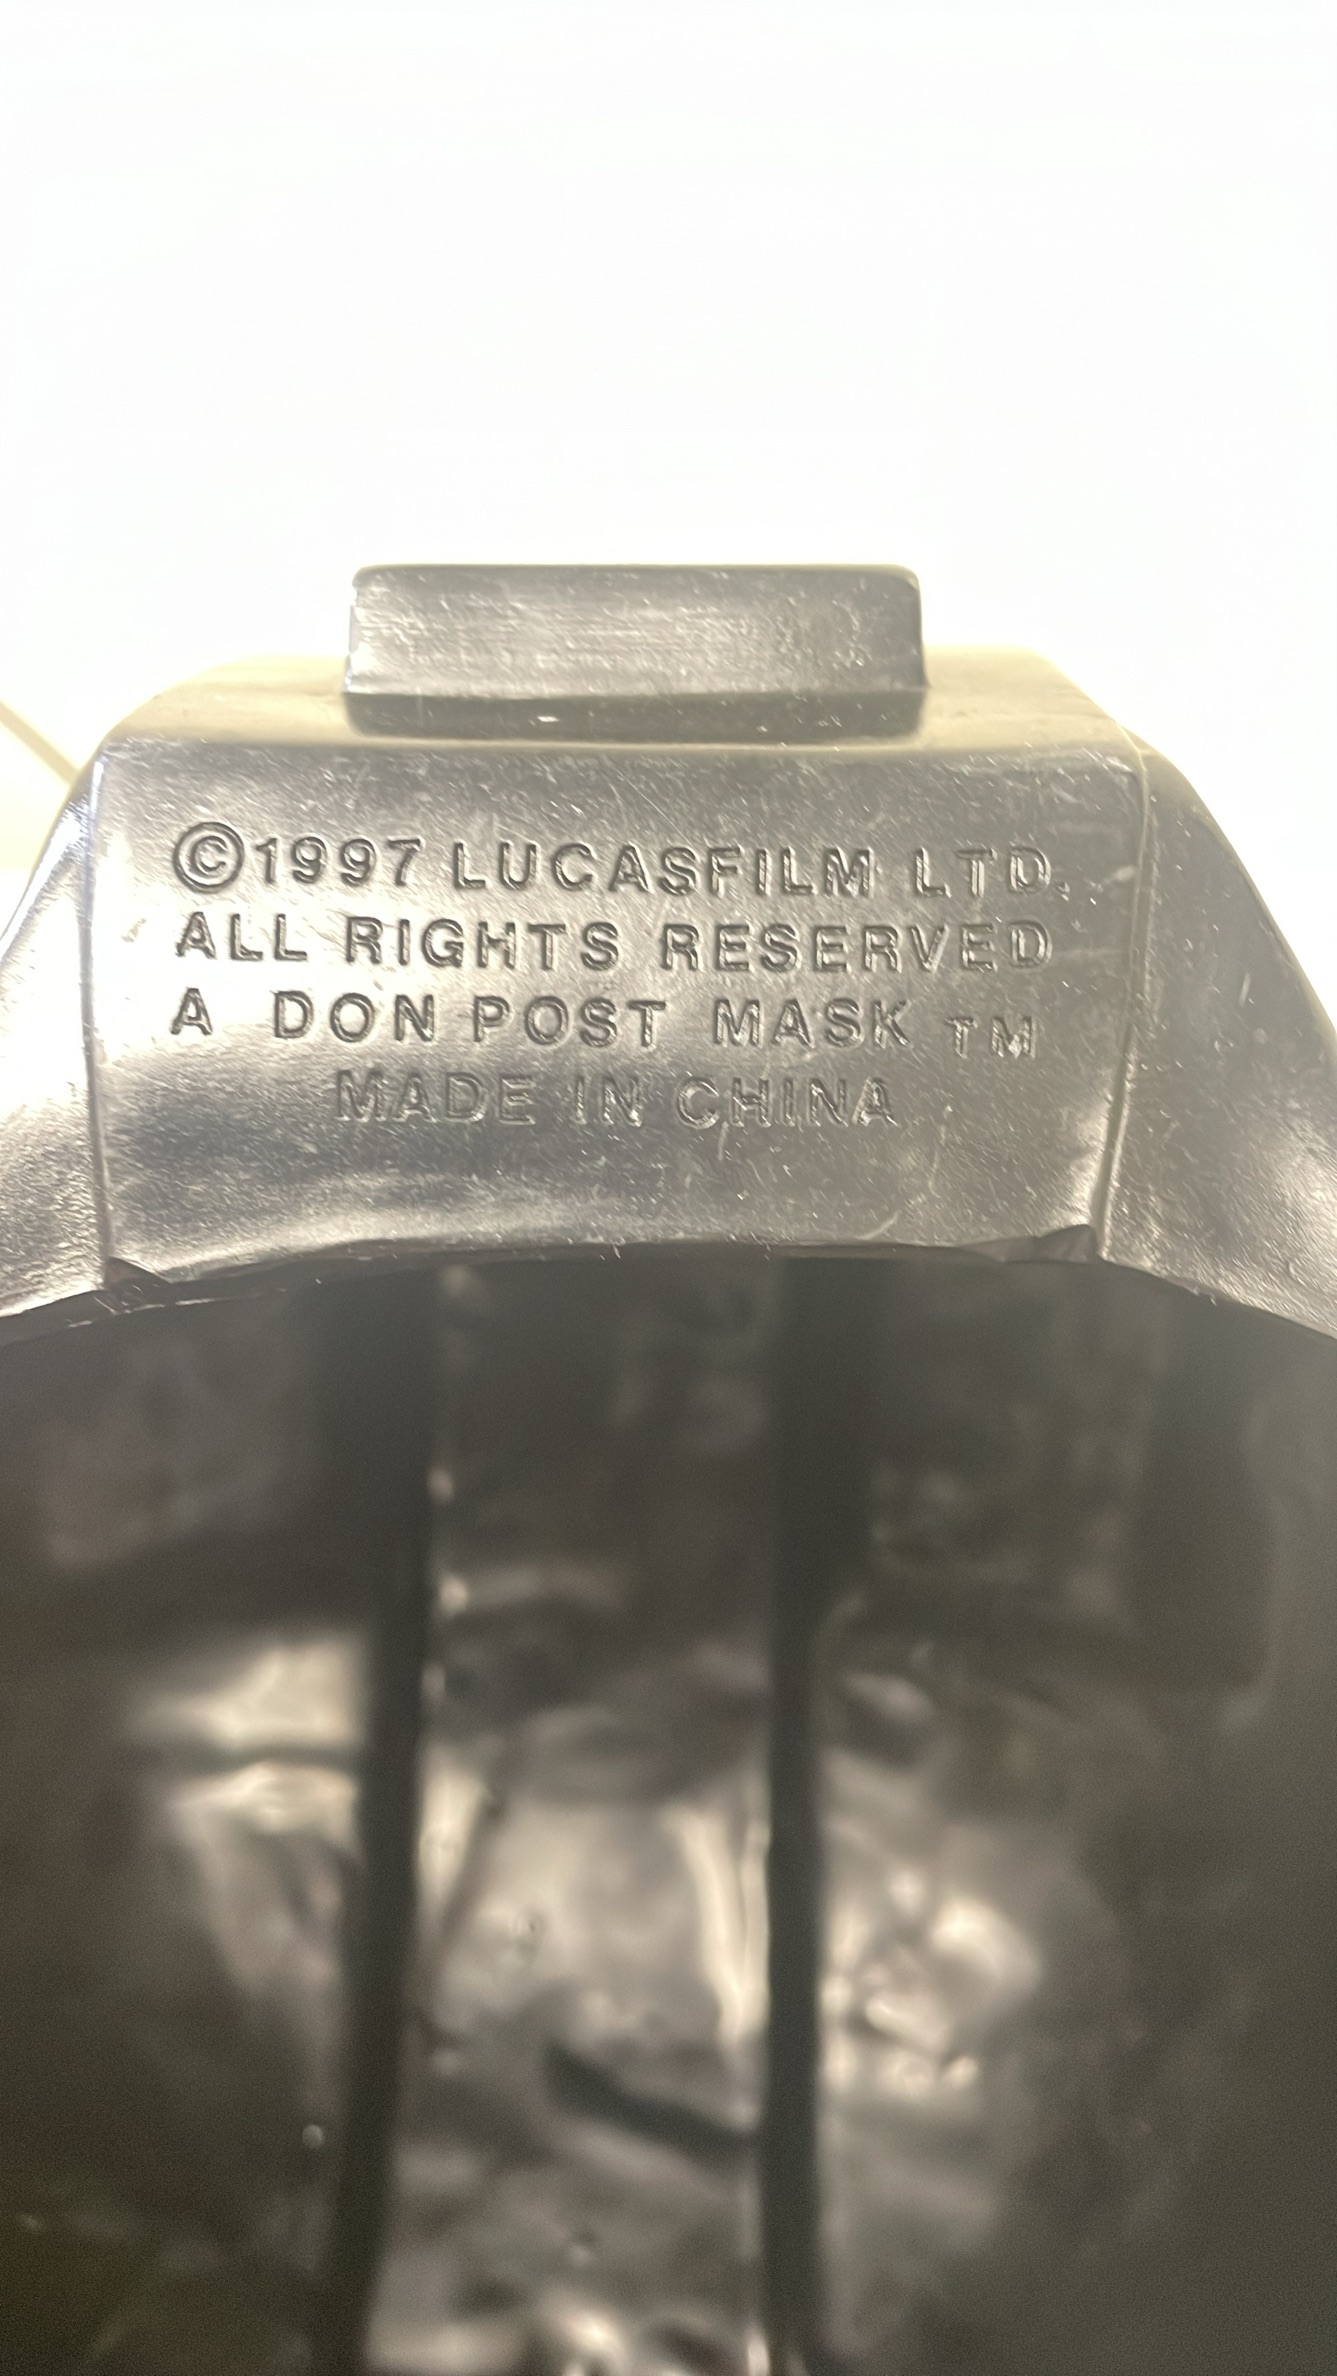 ©1997 LUCASFILM LTD.
ALL RIGHTS RESERVED
A DON POST MASK TM
MADE IN CHINA